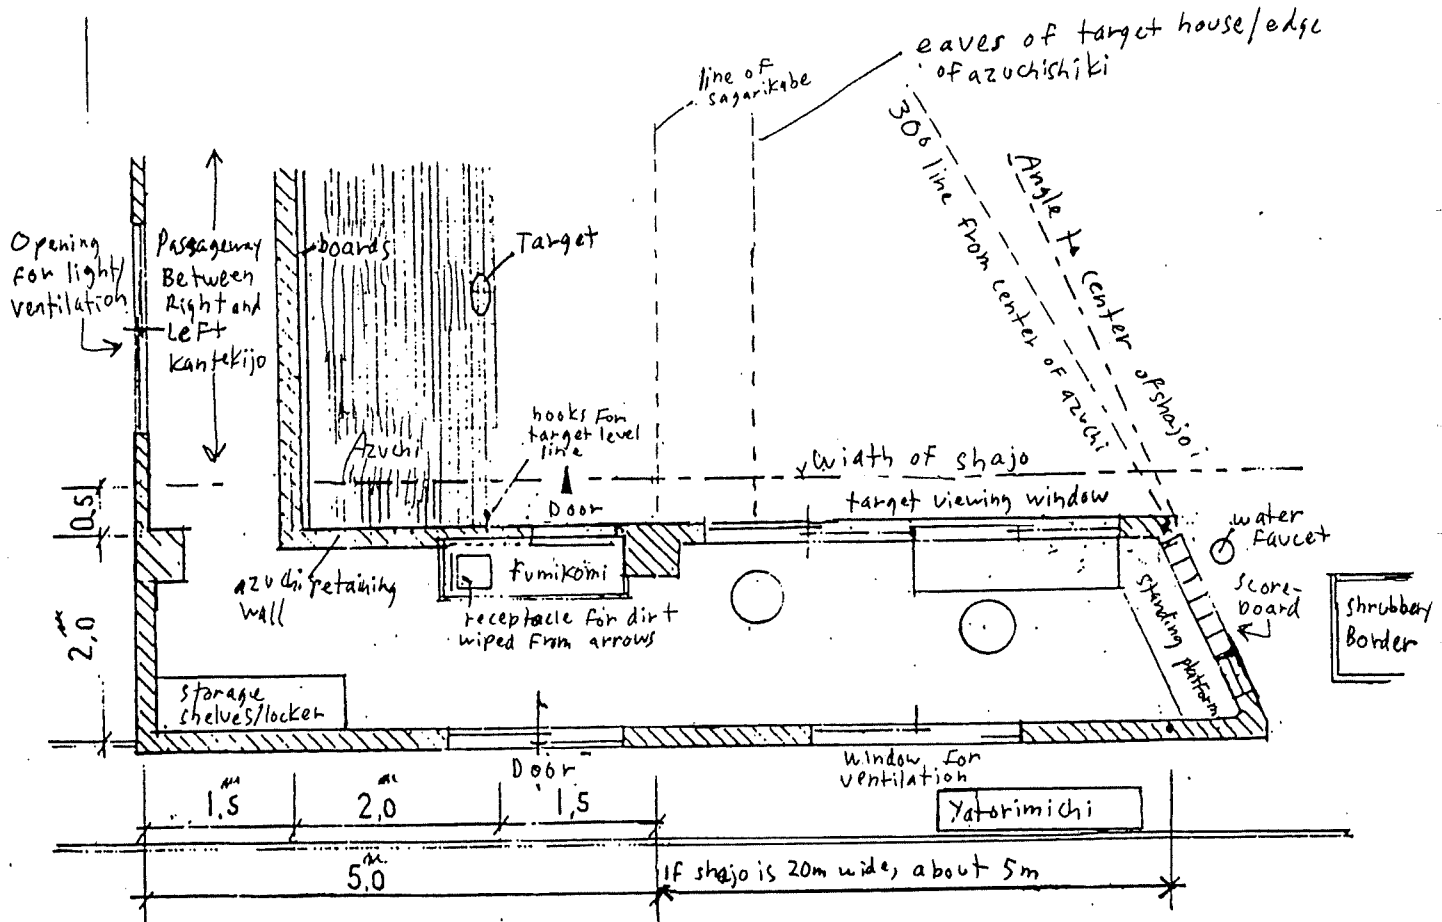 eaves of target house/edge
of azuchishiki
line of
sagarikabe
30° line from center of azuchi
Angle to center of shajo
Opening
for light/
ventilation
Passageway
Between
Right and
Left
Kantekijo
boards
Target
Azuchi
hooks for
target level
line
Door
width of shajo
target viewing window
water
faucet
score-
board
shrubbery
Border
standing platform
0,5
2,0
m
azuchi retaining
wall
fumikomi
receptacle for dirt
wiped from arrows
storage
shelves/locker
Door
window for
ventilation
Yatorimichi
1,5
m
2,0
m
1,5
5,0
m
If shajo is 20m wide, about 5m